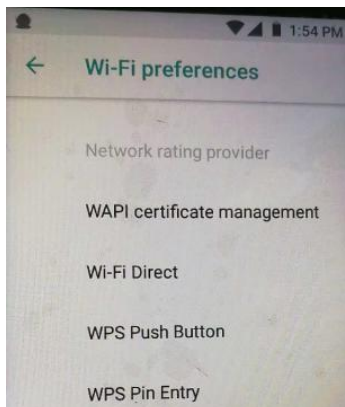 1:54 PM
Wi-Fi preferences
Network rating provider
WAPI certificate management
Wi-Fi Direct
WPS Push Button
WPS Pin Entry